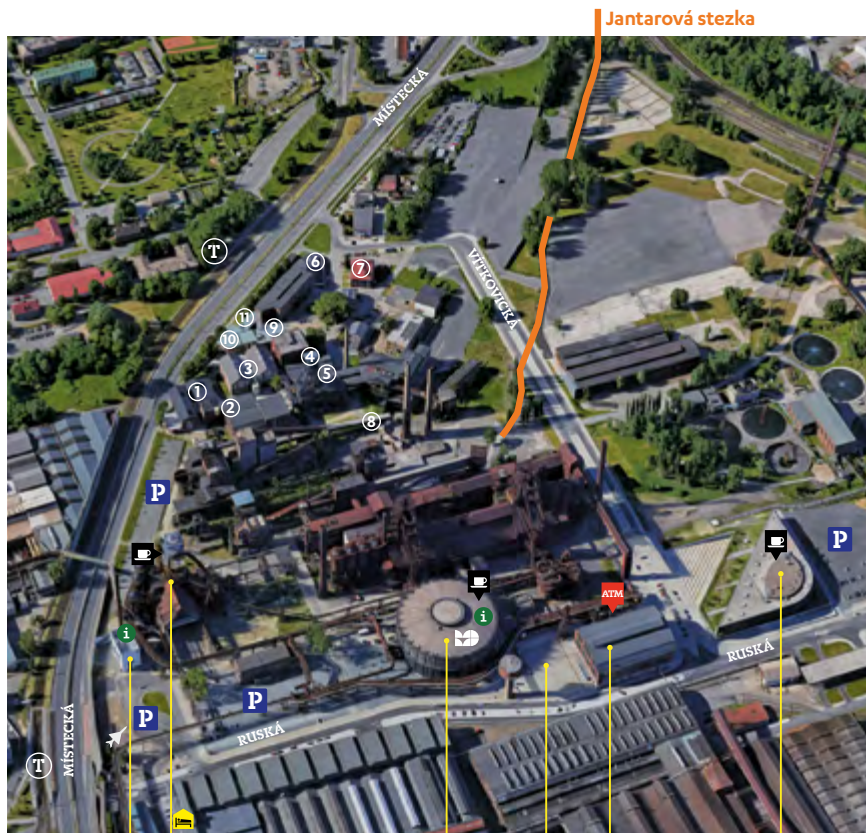 Jantarová stezka
MÍSTECKÁ
T
VÍTKOVICKÁ
6
7
11
10
9
4
3
5
1
2
8
P
P
i
i
ATM
RUSKÁ
P
P
RUSKÁ
MÍSTECKÁ
T